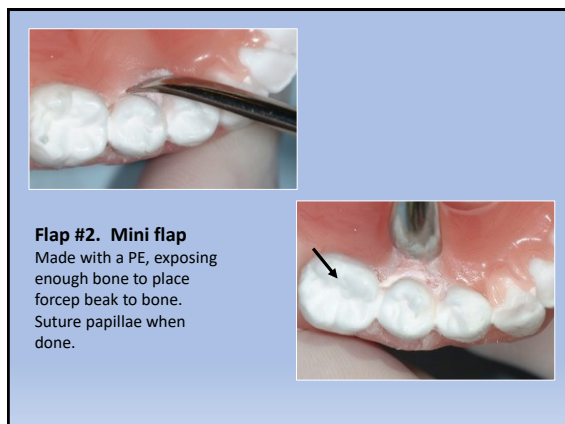 Flap #2.  Mini flap
Made with a PE, exposing
enough bone to place
forcep beak to bone.
Suture papillae when
done.